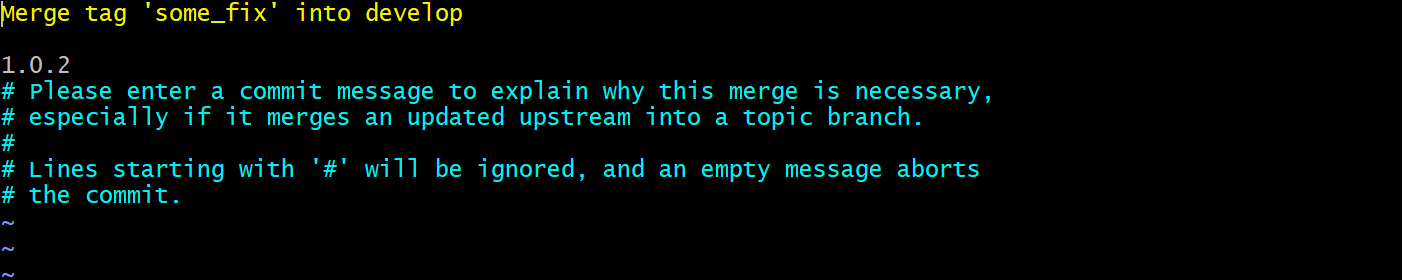 Merge tag 'some_fix' into develop
1.0.2
# Please enter a commit message to explain why this merge is necessary,
# especially if it merges an updated upstream into a topic branch.
#
# Lines starting with '#' will be ignored, and an empty message aborts
# the commit.
~
~
~